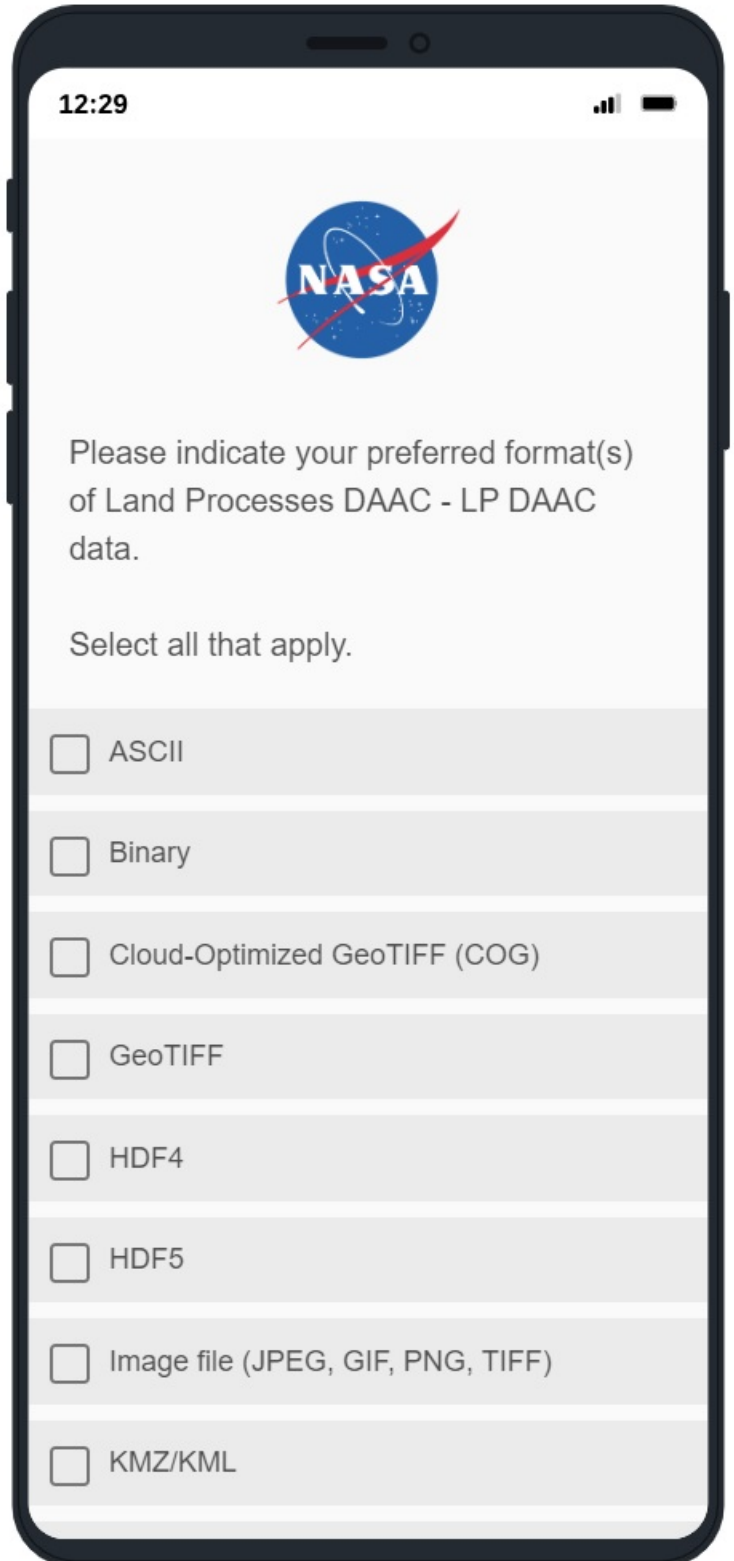 12:29
NASA
Please indicate your preferred format(s)
of Land Processes DAAC - LP DAAC
data.
Select all that apply.
ASCII
Binary
Cloud-Optimized GeoTIFF (COG)
GeoTIFF
HDF4
HDF5
Image file (JPEG, GIF, PNG, TIFF)
KMZ/KML